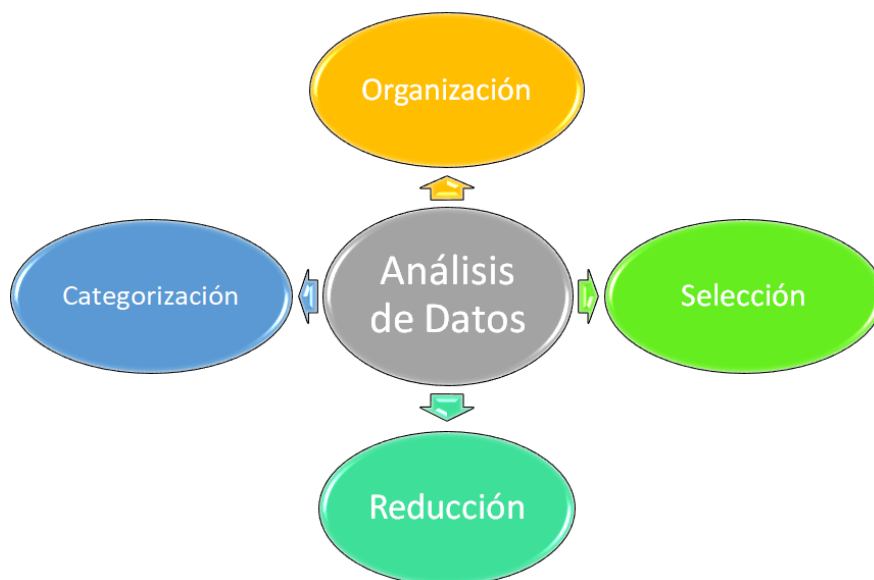 Organización
Categorización
Análisis
de Datos
Selección
Reducción